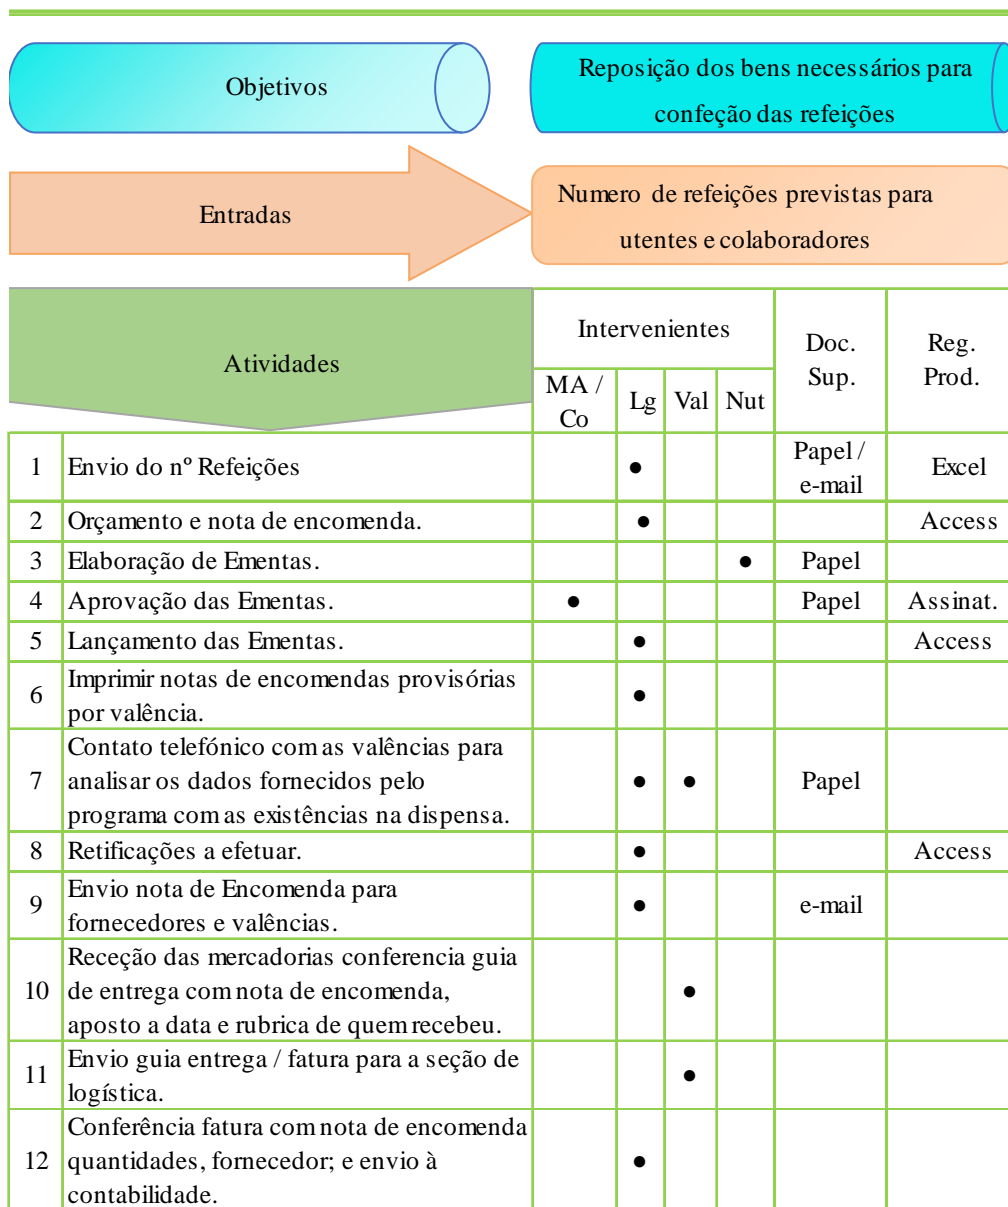 Objetivos
Reposição dos bens necessários para
confeção das refeições
Entradas
Numero de refeições previstas para
utentes e colaboradores
Atividades
Intervenientes
Doc.
Sup.
Reg.
Prod.
MA /
Co
Lg
Val
Nut
1
Envio do nº Refeições
●
Papel /
e-mail
Excel
2
Orçamento e nota de encomenda.
●
Access
3
Elaboração de Ementas.
●
Papel
4
Aprovação das Ementas.
●
Papel
Assinat.
5
Lançamento das Ementas.
●
Access
6
Imprimir notas de encomendas provisórias
por valência.
●
7
Contato telefónico com as valências para
analisar os dados fornecidos pelo
programa com as existências na dispensa.
●
●
Papel
8
Retificações a efetuar.
●
Access
9
Envio nota de Encomenda para
fornecedores e valências.
●
e-mail
10
Receção das mercadorias conferencia guia
de entrega com nota de encomenda,
aposto a data e rubrica de quem recebeu.
●
11
Envio guia entrega / fatura para a seção de
logística.
●
12
Conferência fatura com nota de encomenda
quantidades, fornecedor; e envio à
contabilidade.
●